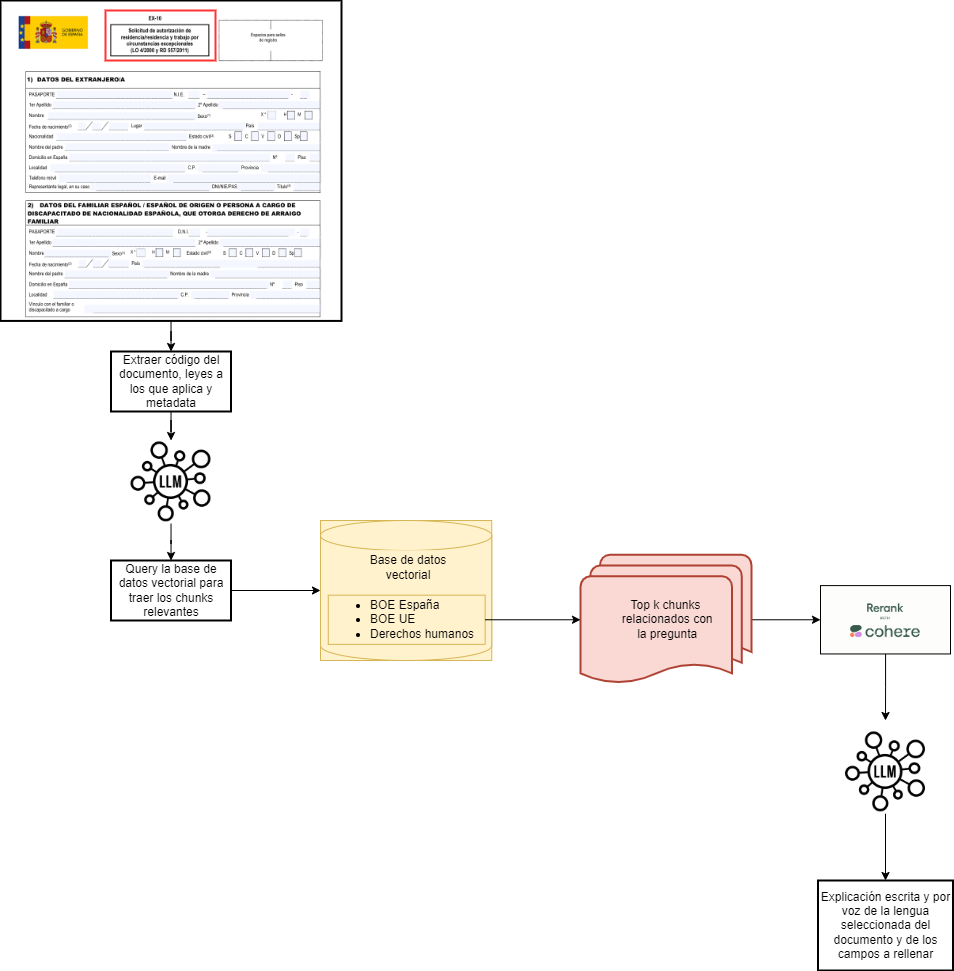 GOBIERNO
DE ESPAÑA
EX-10
Solicitud de autorización de
residencia/residencia y trabajo por
circunstancias excepcionales
(LO 4/2000 y RD 557/2011)
Espacios para sellos
de registro
1) DATOS DEL EXTRANJERO/A
PASAPORTE N.I.E. – –
1er Apellido 2º Apellido
Nombre Sexo(1) X H M
Fecha de nacimiento(2) / / Lugar País
Nacionalidad Estado civil(3) S C V D Sp
Nombre del padre Nombre de la madre
Domicilio en España Nº Piso
Localidad C.P. Provincia
Teléfono móvil E-mail
Representante legal, en su caso DNI/NIE/PAS Título(4)
2) DATOS DEL FAMILIAR ESPAÑOL / ESPAÑOL DE ORIGEN O PERSONA A CARGO DE
DISCAPACITADO DE NACIONALIDAD ESPAÑOLA, QUE OTORGA DERECHO DE ARRAIGO
FAMILIAR
PASAPORTE D.N.I. – –
1er Apellido 2º Apellido
Nombre Sexo(1) X H M Estado civil(3) S C V D Sp
Fecha de nacimiento(2) / / País
Nombre del padre Nombre de la madre
Domicilio en España Nº Piso
Localidad C.P. Provincia
Vínculo con el familiar o
discapacitado a cargo
Extraer código del
documento, leyes a
los que aplica y
metadata
LLM
Query la base de
datos vectorial para
traer los chunks
relevantes
Base de datos
vectorial
• BOE España
• BOE UE
• Derechos humanos
Top k chunks
relacionados con
la pregunta
Rerank
cohere
LLM
Explicación escrita y por
voz de la lengua
seleccionada del
documento y de los
campos a rellenar